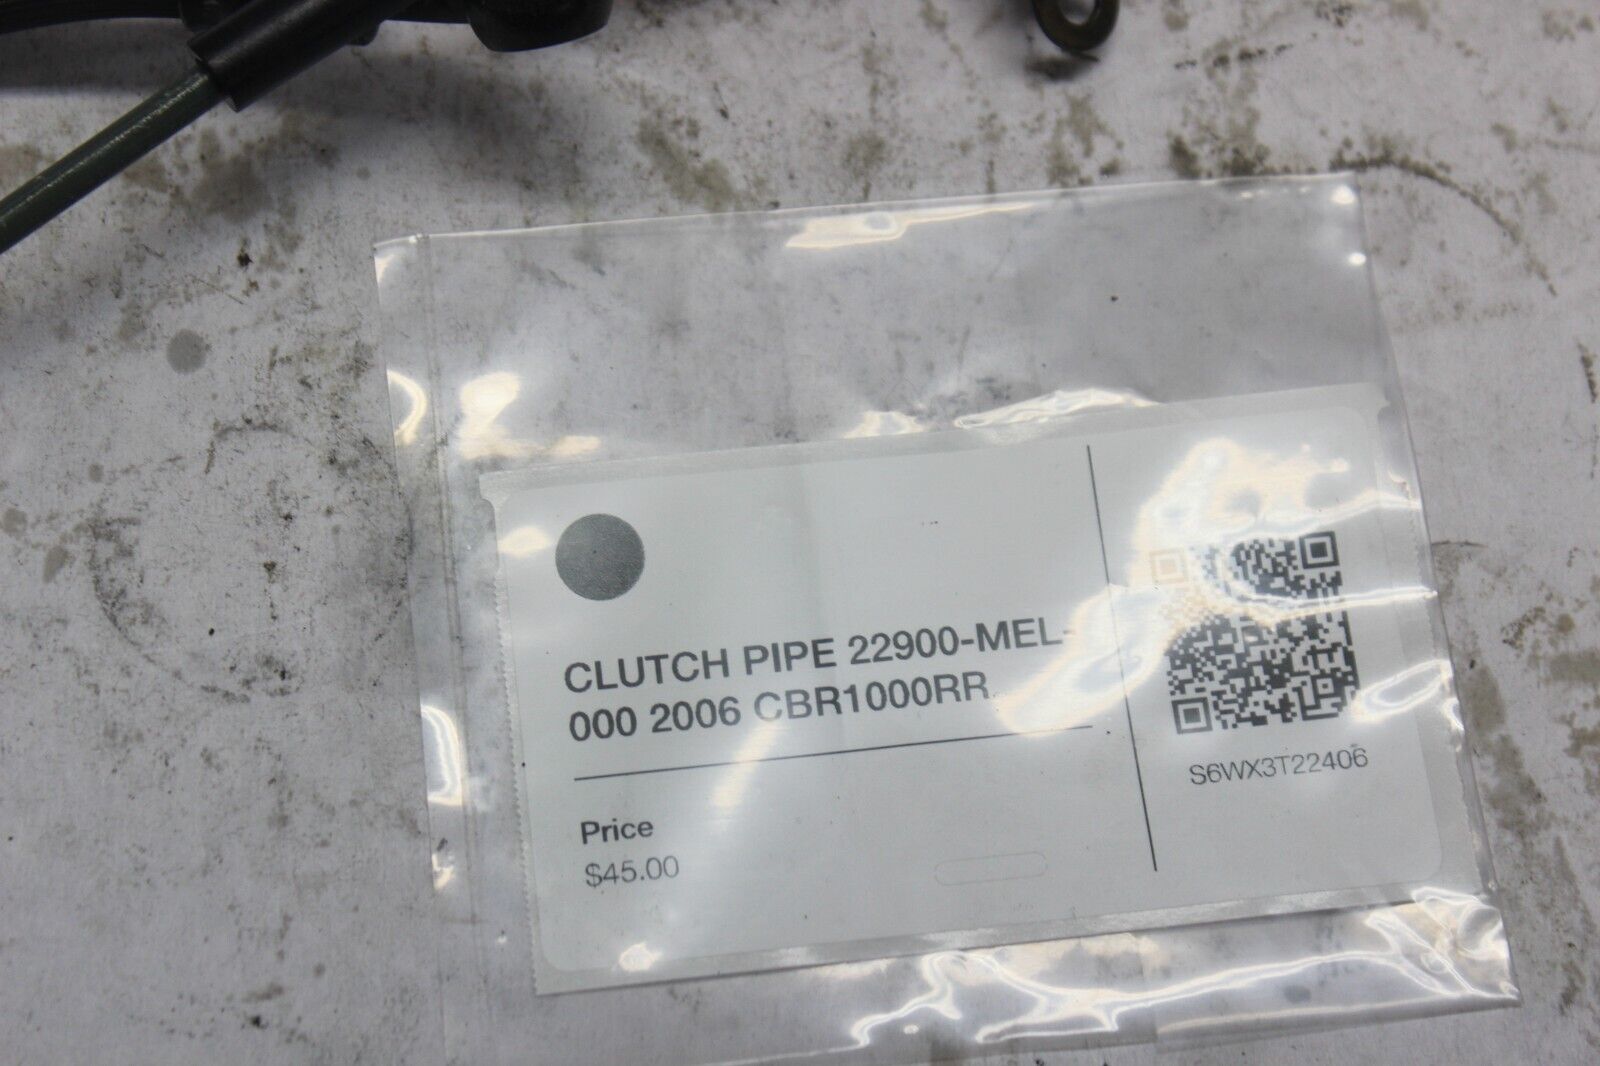 CLUTCH PIPE 22900-MEL-
000 2006 CBR1000RR
Price
$45.00
S6WX3T22406